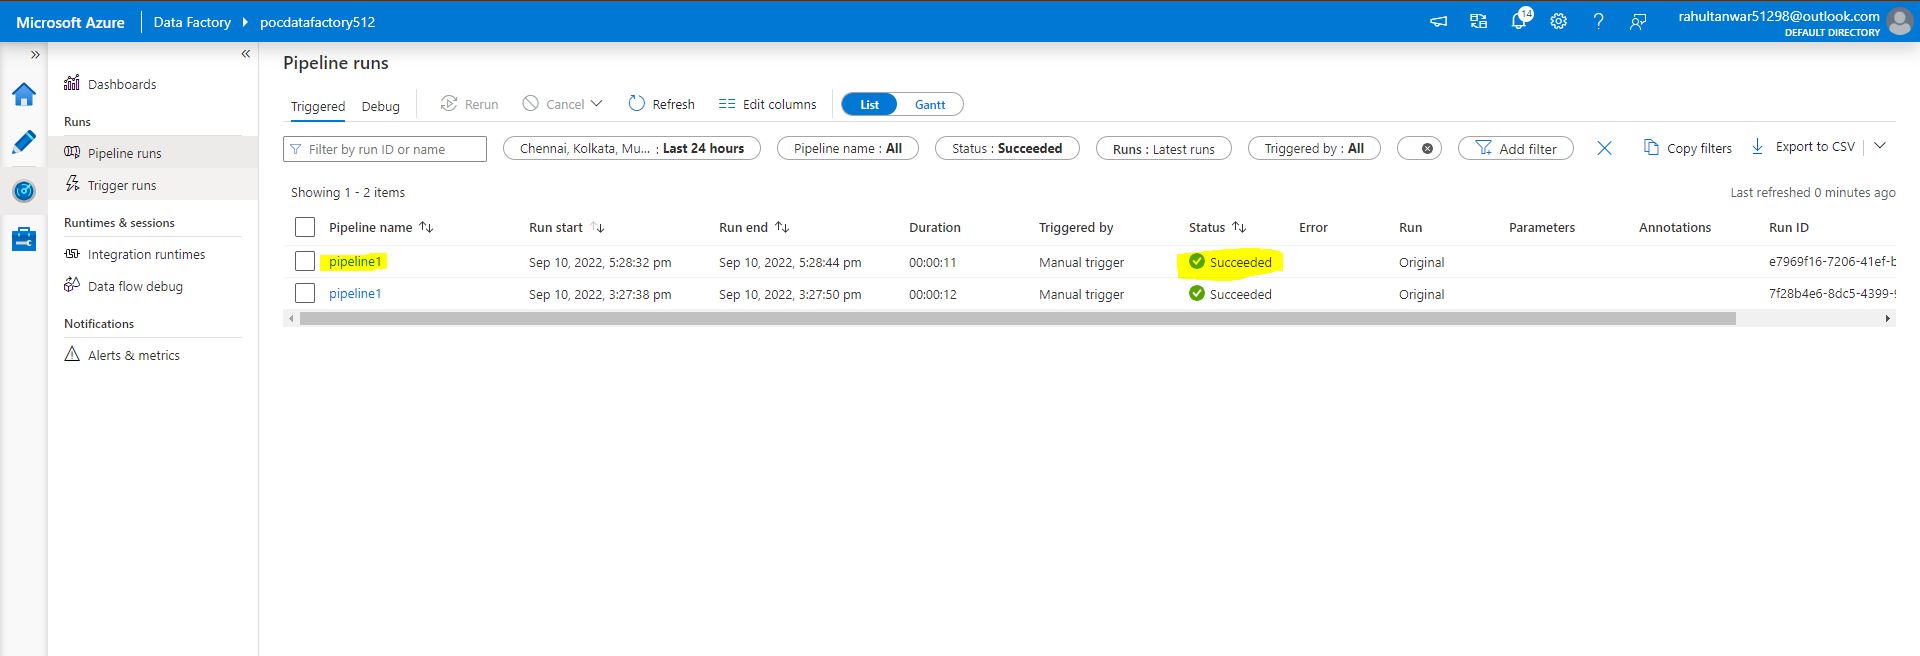 Microsoft Azure Data Factory pocdatafactory512 14 rahultanwar51298@outlook.com
DEFAULT DIRECTORY
Dashboards
Runs
Pipeline runs
Trigger runs
Runtimes & sessions
Integration runtimes
Data flow debug
Notifications
Alerts & metrics
Pipeline runs
Triggered Debug Rerun Cancel Refresh Edit columns List Gantt
Filter by run ID or name Chennai, Kolkata, Mu... : Last 24 hours Pipeline name : All Status : Succeeded Runs : Latest runs Triggered by : All Add filter Copy filters Export to CSV
Showing 1 - 2 items Last refreshed 0 minutes ago
Pipeline name Run start Run end Duration Triggered by Status Error Run Parameters Annotations Run ID
pipeline1 Sep 10, 2022, 5:28:32 pm Sep 10, 2022, 5:28:44 pm 00:00:11 Manual trigger Succeeded Original e7969f16-7206-41ef-b
pipeline1 Sep 10, 2022, 3:27:38 pm Sep 10, 2022, 3:27:50 pm 00:00:12 Manual trigger Succeeded Original 7f28b4e6-8dc5-4399-9